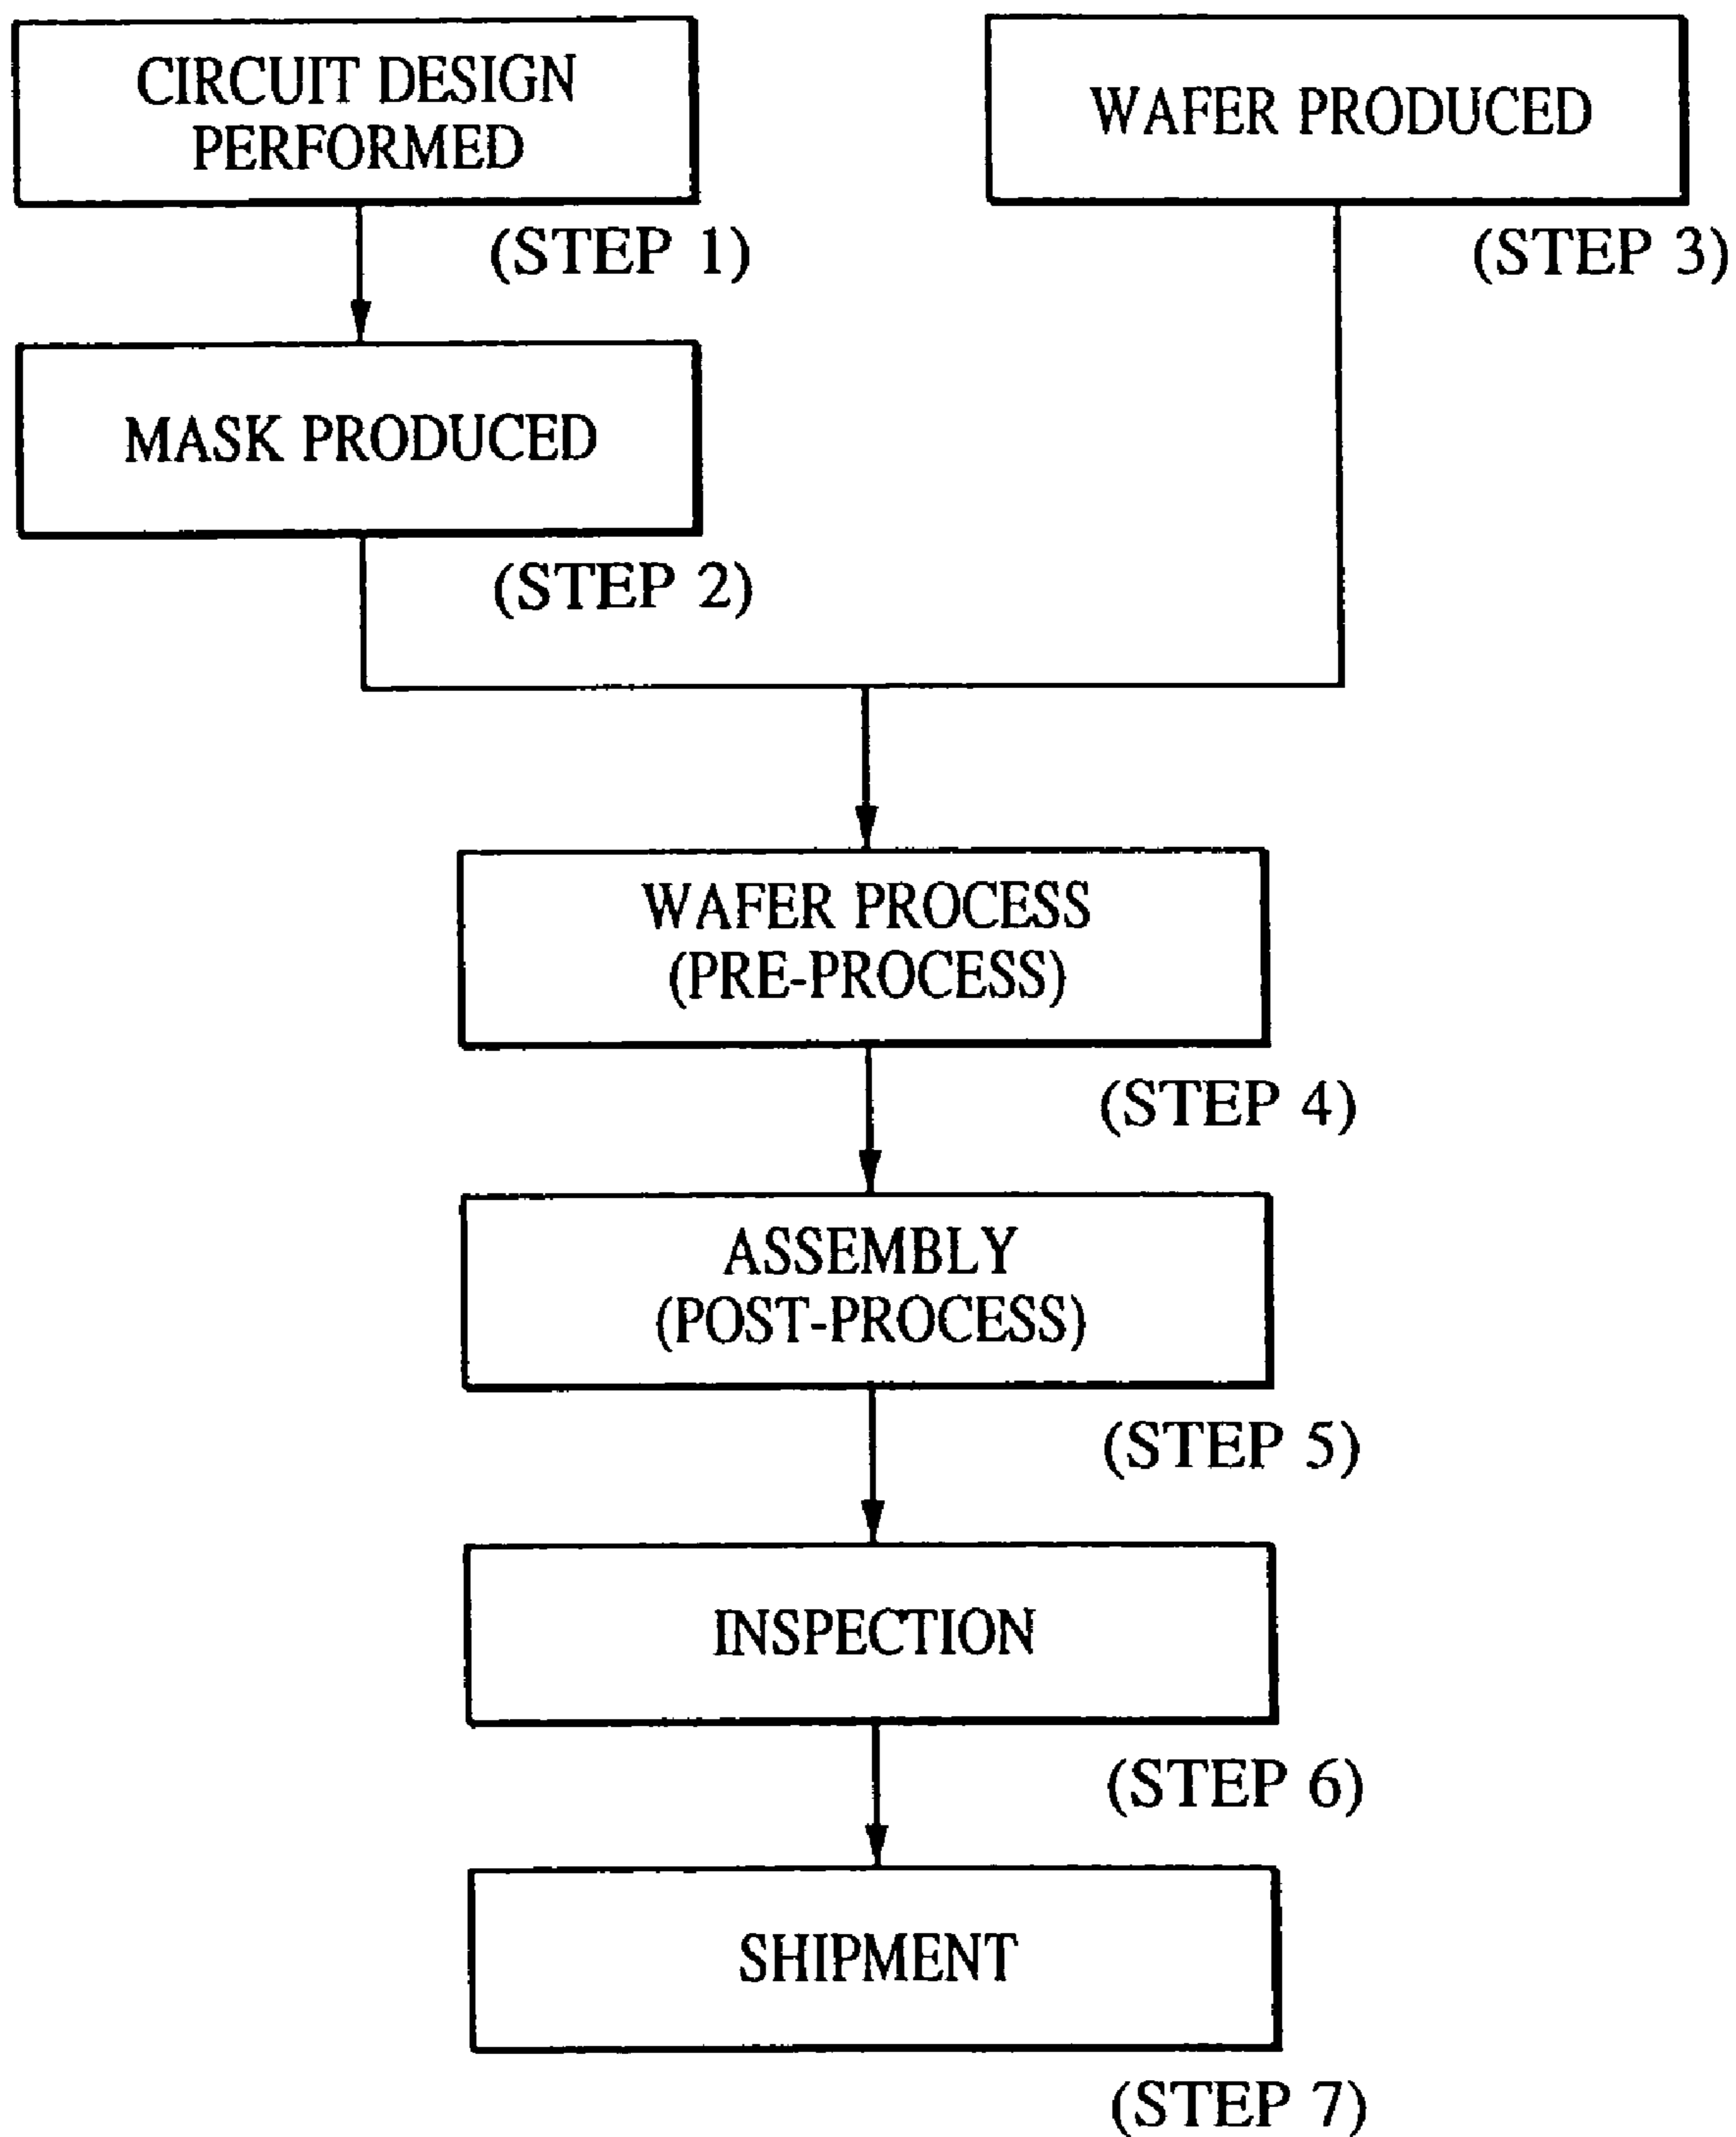 CIRCUIT DESIGN
PERFORMED
(STEP 1)
MASK PRODUCED
(STEP 2)
WAFER PRODUCED
(STEP 3)
WAFER PROCESS
(PRE-PROCESS)
(STEP 4)
ASSEMBLY
(POST-PROCESS)
(STEP 5)
INSPECTION
(STEP 6)
SHIPMENT
(STEP 7)